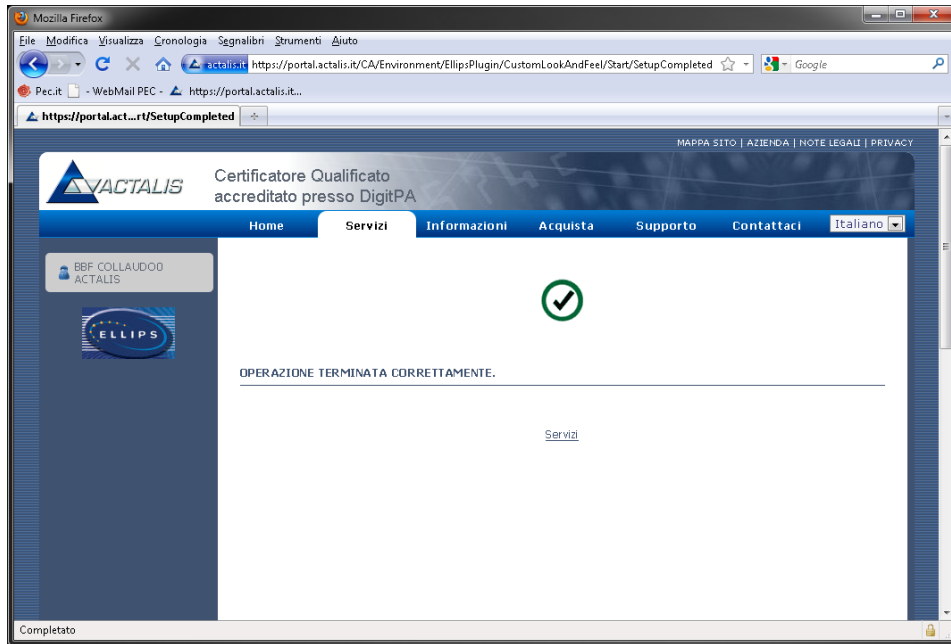 Mozilla Firefox
File Modifica Visualizza Cronologia Segnalibri Strumenti Aiuto
actalis.it https://portal.actalis.it/CA/Environment/EllipsPlugin/CustomLookAndFeel/Start/SetupCompleted Google
Pec.it - WebMail PEC - https://portal.actalis.it...
https://portal.act...rt/SetupCompleted
MAPPA SITO | AZIENDA | NOTE LEGALI | PRIVACY
ACTALIS
Certificatore Qualificato
accreditato presso DigitPA
Home Servizi Informazioni Acquista Supporto Contattaci Italiano
BBF COLLAUDO0
ACTALIS
ELLIPS
OPERAZIONE TERMINATA CORRETTAMENTE.
Servizi
Completato